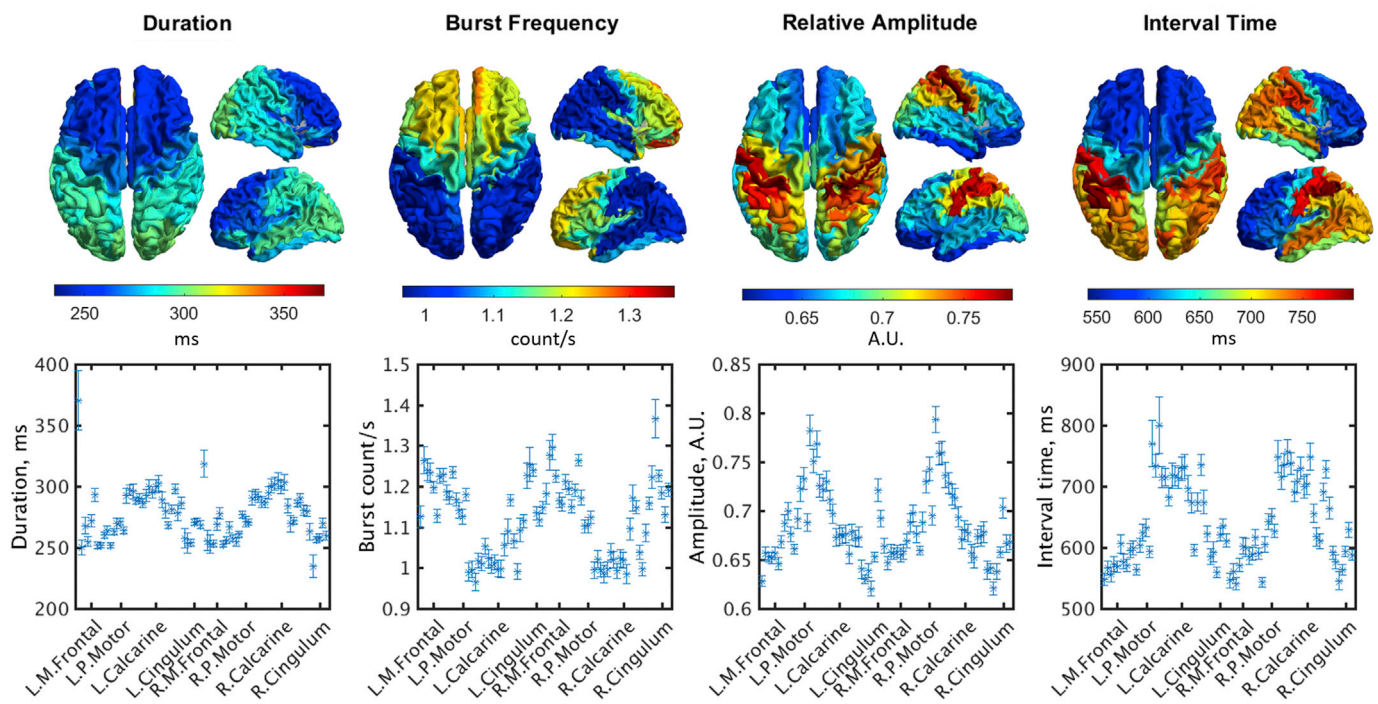 Duration
Burst Frequency
Relative Amplitude
Interval Time
250 300 350
ms
1 1.1 1.2 1.3
count/s
0.65 0.7 0.75
A.U.
550 600 650 700 750
ms
Duration, ms
400
350
300
250
200
L.M.Frontal
L.P.Motor
L.Calcarine
L.Cingulum
R.M.Frontal
R.P.Motor
R.Calcarine
R.Cingulum
Burst count/s
1.5
1.4
1.3
1.2
1.1
1
0.9
L.M.Frontal
L.P.Motor
L.Calcarine
L.Cingulum
R.M.Frontal
R.P.Motor
R.Calcarine
R.Cingulum
Amplitude, A.U.
0.85
0.8
0.75
0.7
0.65
0.6
L.M.Frontal
L.P.Motor
L.Calcarine
L.Cingulum
R.M.Frontal
R.P.Motor
R.Calcarine
R.Cingulum
Interval time, ms
900
800
700
600
500
L.M.Frontal
L.P.Motor
L.Calcarine
L.Cingulum
R.M.Frontal
R.P.Motor
R.Calcarine
R.Cingulum